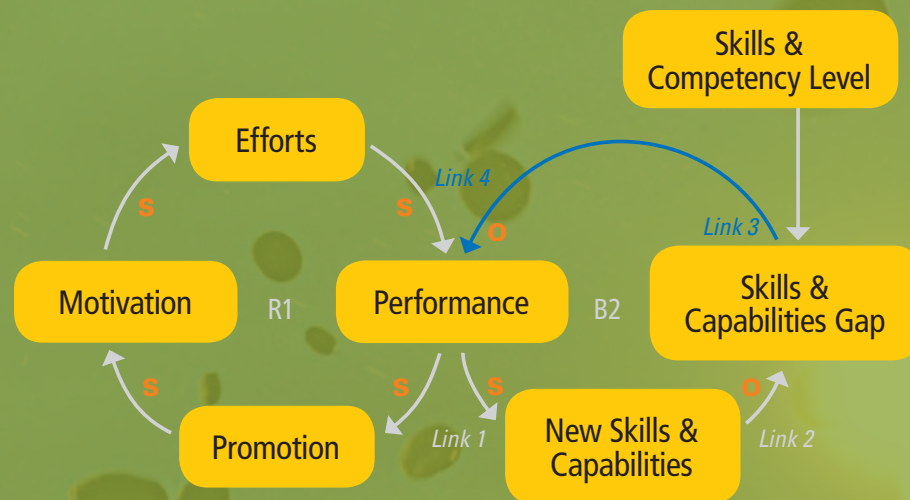 Skills &
Competency Level
Efforts
Link 4
S
S
O
Link 3
Motivation
R1
Performance
B2
Skills &
Capabilities Gap
S
S
S
O
Promotion
Link 1
New Skills &
Capabilities
Link 2